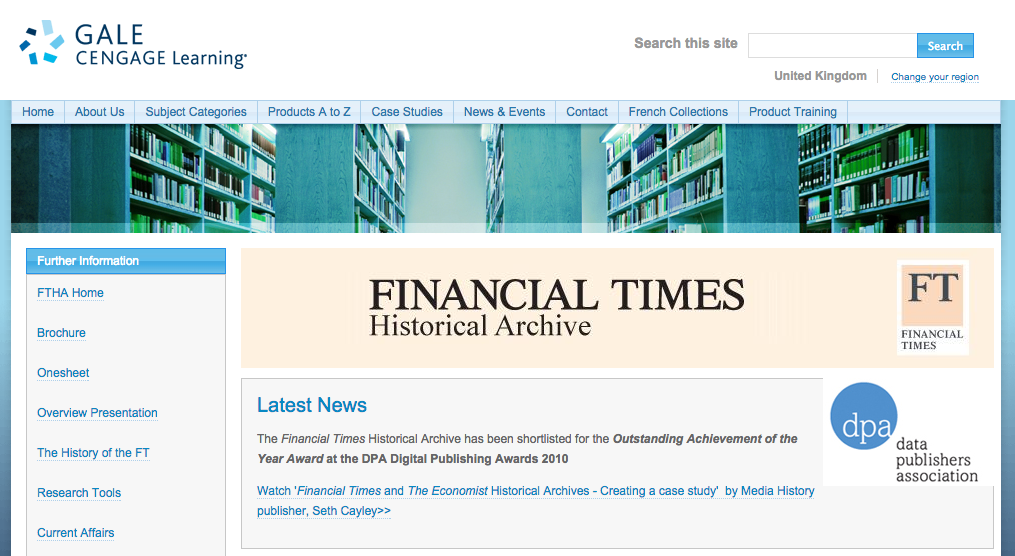 GALE
CENGAGE Learning®
Search this site
Search
United Kingdom
Change your region
Home
About Us
Subject Categories
Products A to Z
Case Studies
News & Events
Contact
French Collections
Product Training
Further Information
FTHA Home
Brochure
Onesheet
Overview Presentation
The History of the FT
Research Tools
Current Affairs
FINANCIAL TIMES
Historical Archive
FT
FINANCIAL
TIMES
Latest News
The Financial Times Historical Archive has been shortlisted for the Outstanding Achievement of the
Year Award at the DPA Digital Publishing Awards 2010
Watch 'Financial Times and The Economist Historical Archives - Creating a case study' by Media History
publisher, Seth Cayley>>
dpa
data
publishers
association